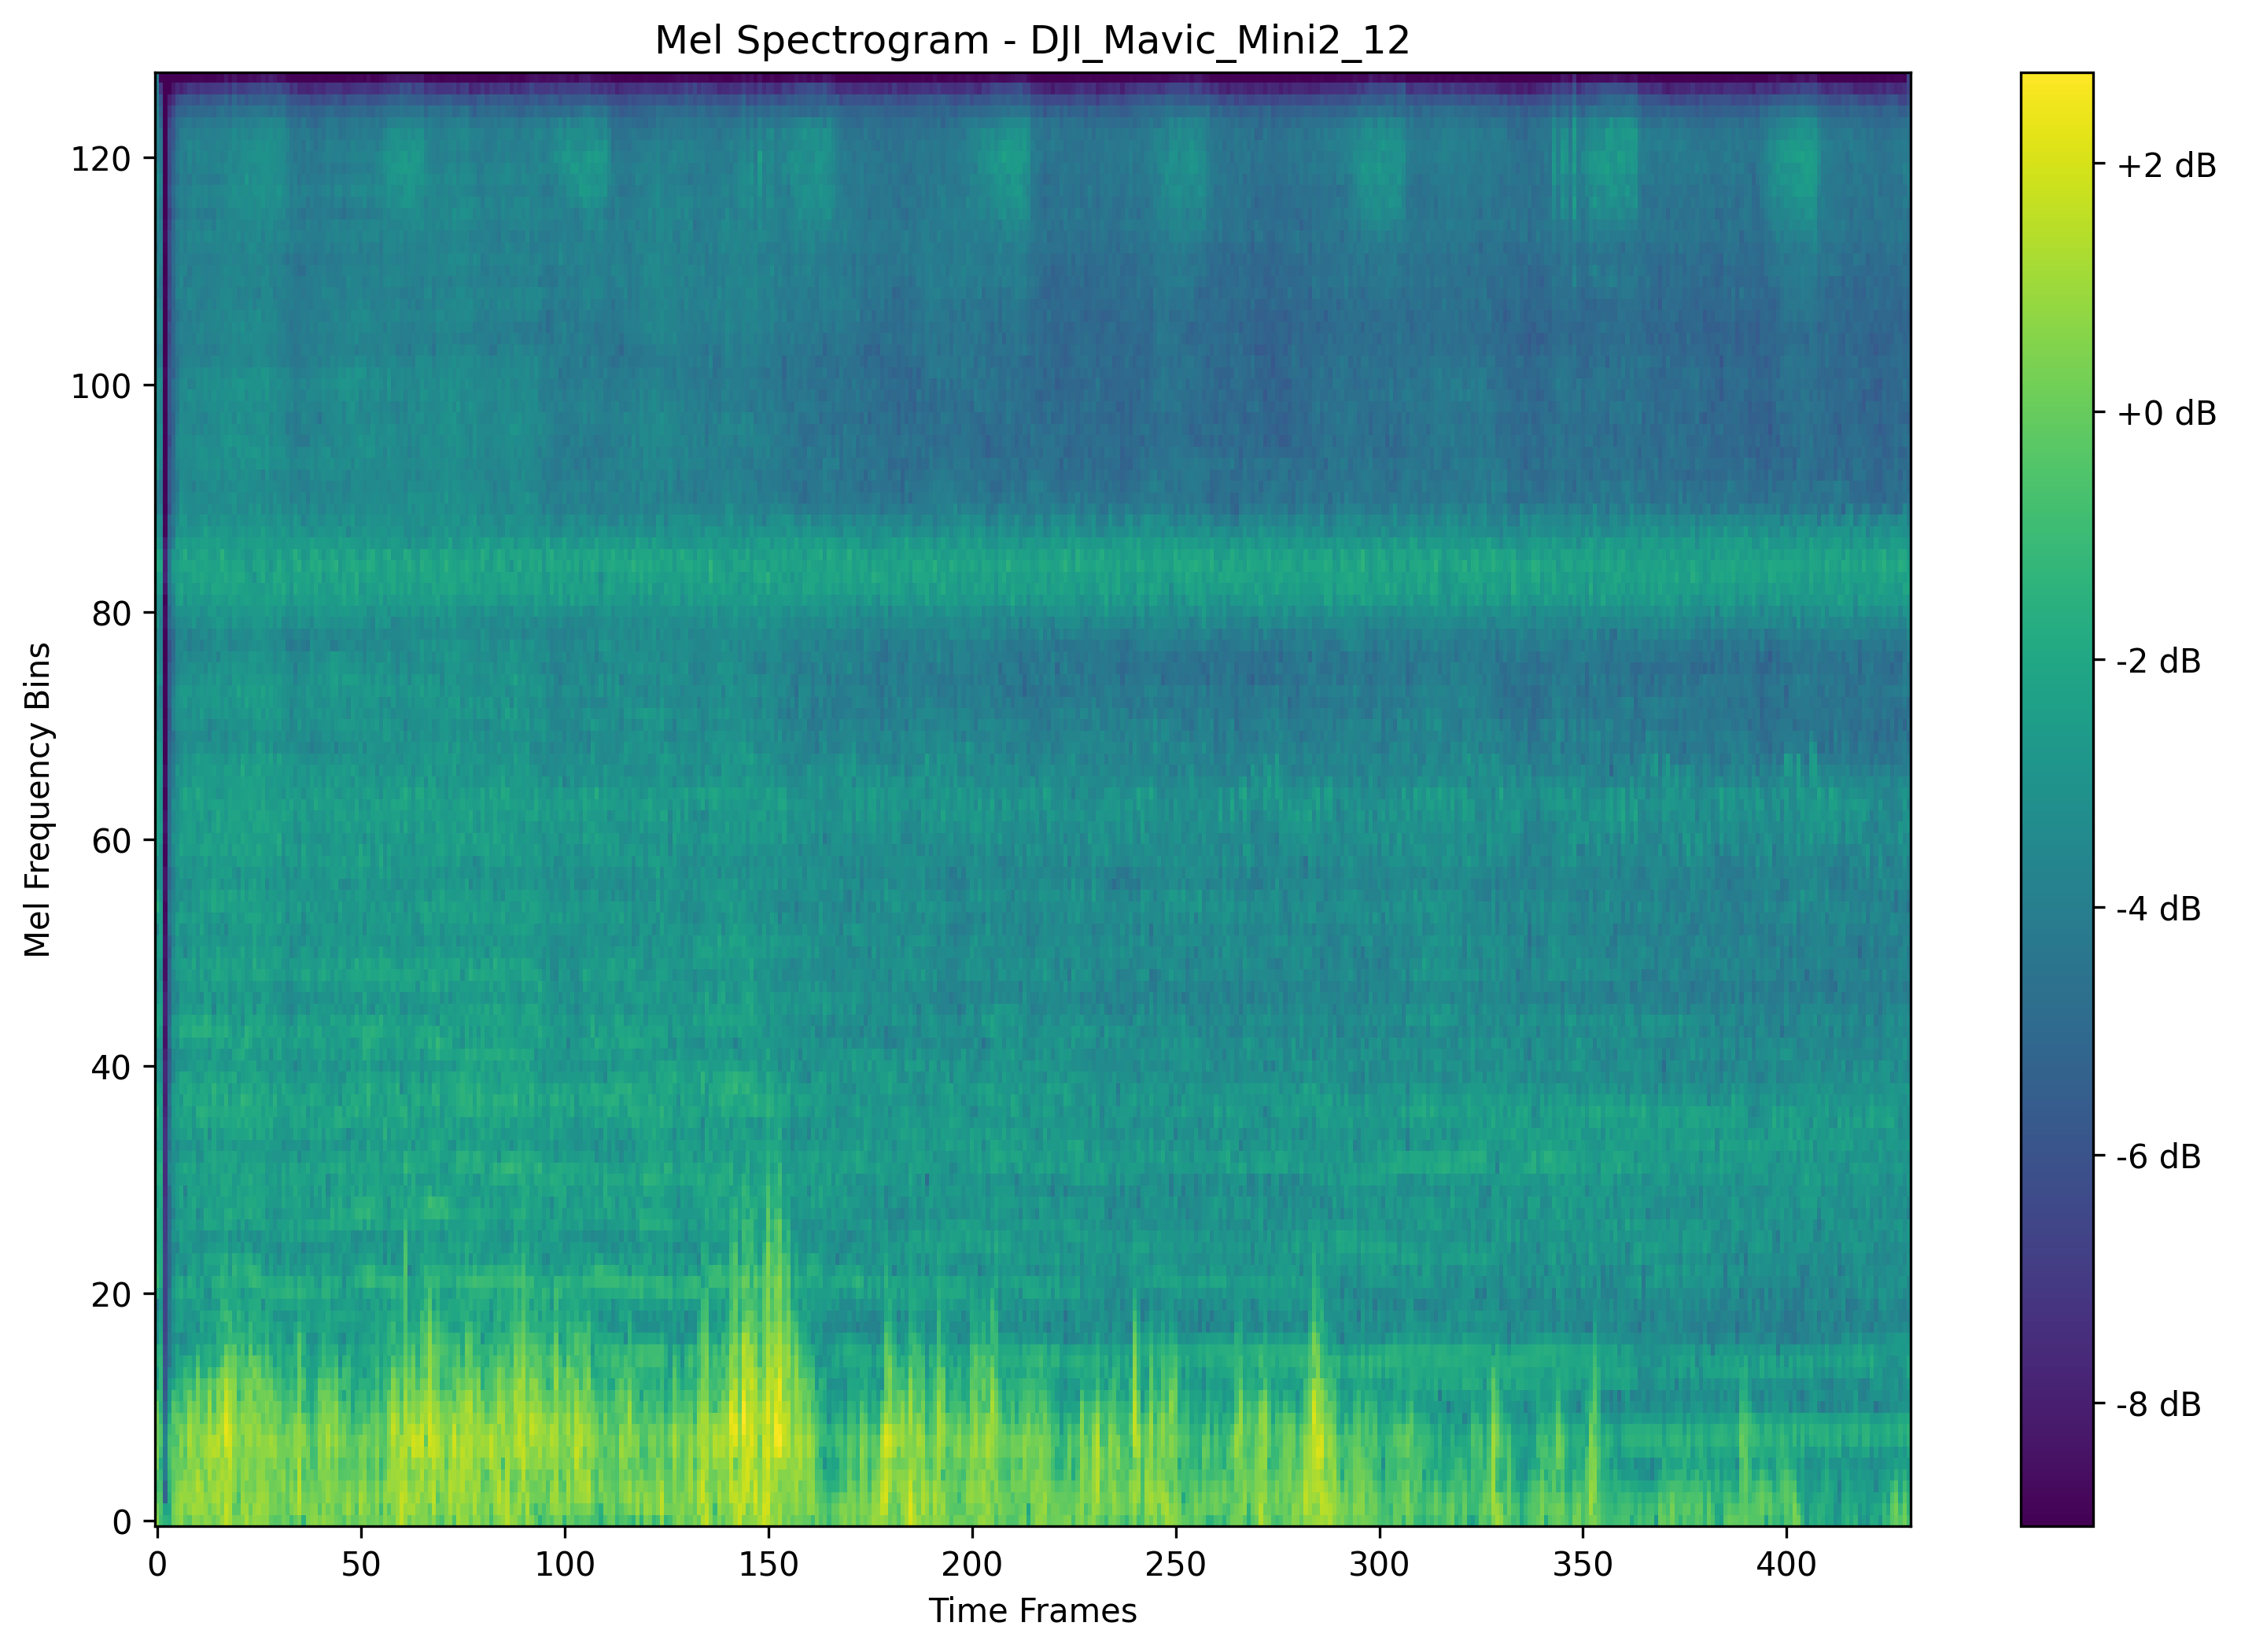 Mel Spectrogram - DJI_Mavic_Mini2_12
Mel Frequency Bins
120
100
80
60
40
20
0
0 50 100 150 200 250 300 350 400
Time Frames
+2 dB
+0 dB
-2 dB
-4 dB
-6 dB
-8 dB